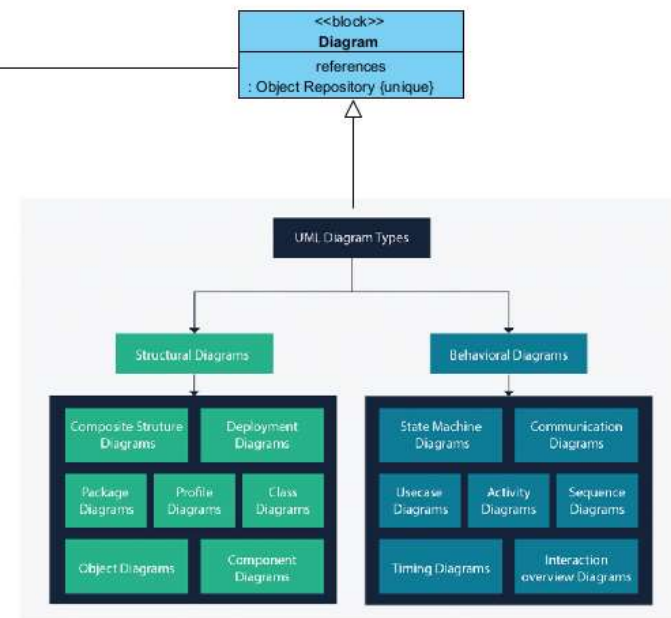 <<block>>
Diagram
references
: Object Repository {unique}
UML Diagram Types
Structural Diagrams
Behavioral Diagrams
Composite Struture
Diagrams
Deployment
Diagrams
Package
Diagrams
Profile
Diagrams
Class
Diagrams
Object Diagrams
Component
Diagrams
State Machine
Diagrams
Communication
Diagrams
Usecase
Diagrams
Activity
Diagrams
Sequence
Diagrams
Timing Diagrams
Interaction
overview Diagrams